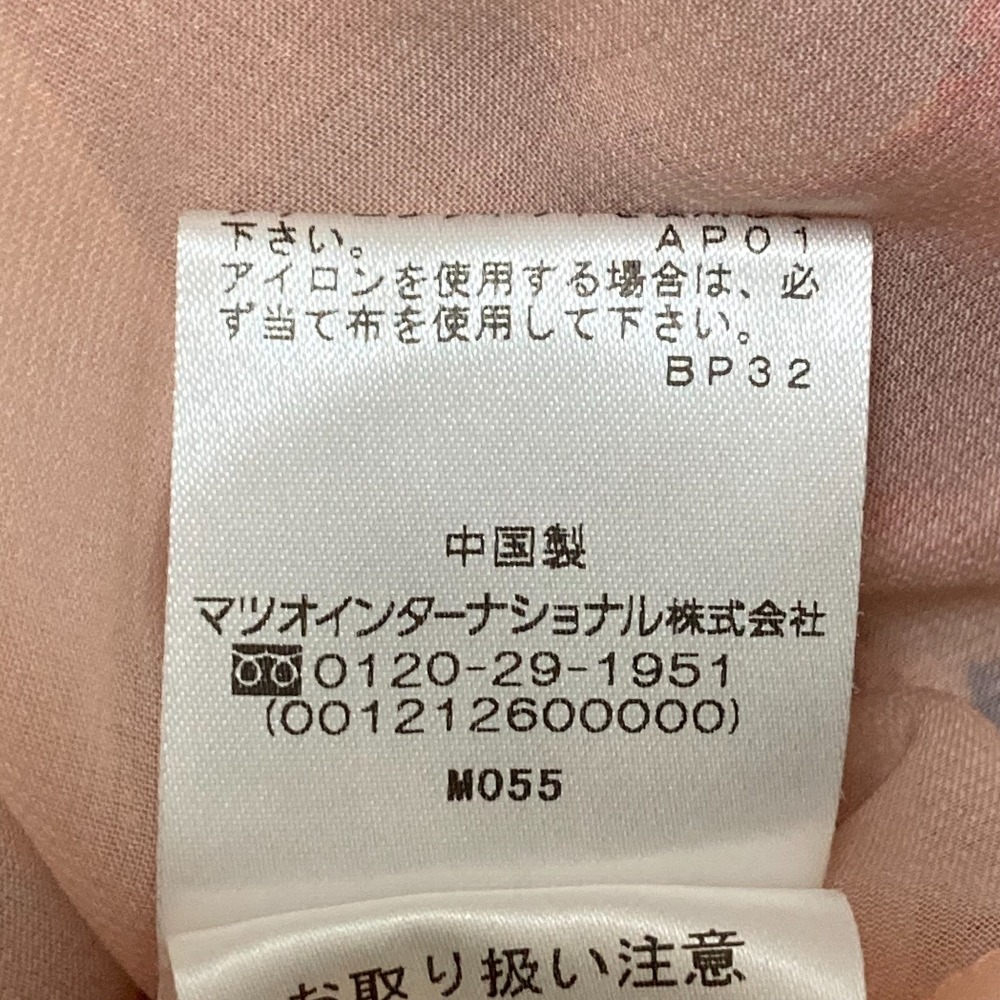 下さい。 AP01
アイロンを使用する場合は、必
ず当て布を使用して下さい。
BP32
中国製
マツオインターナショナル株式会社
0120-29-1951
(001212600000)
M055
お取り扱い注意